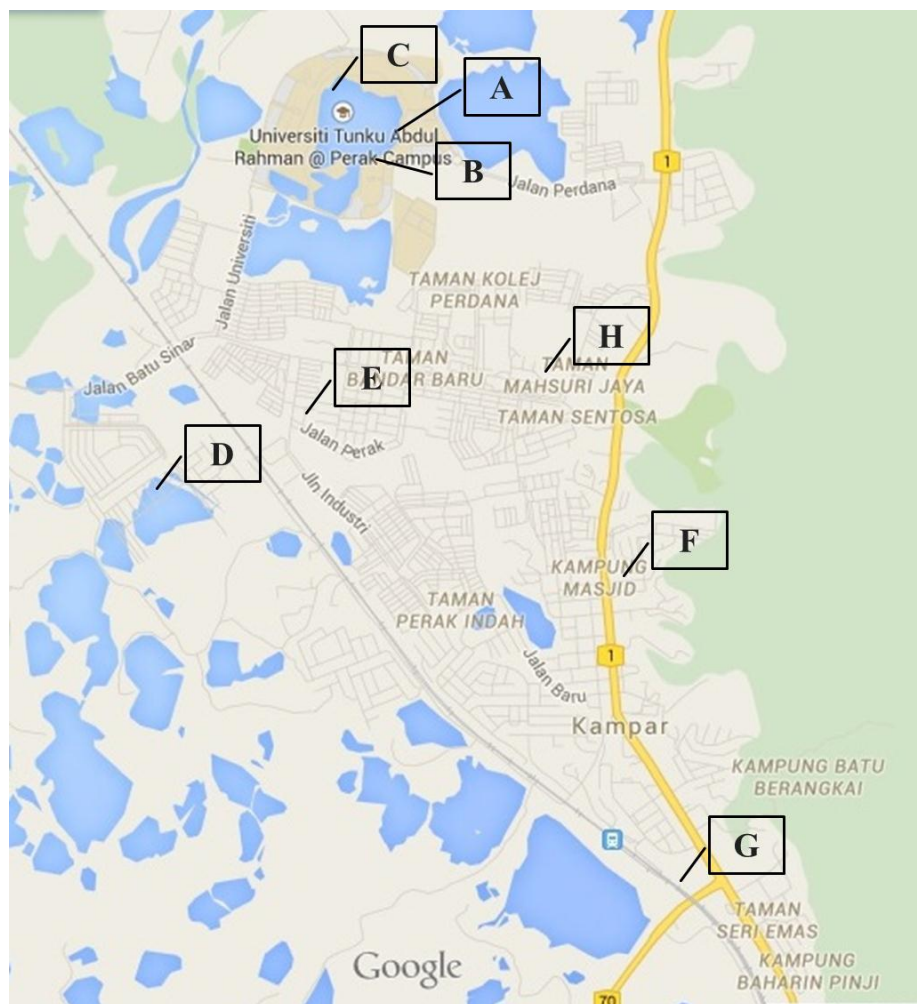 C
A
Universiti Tunku Abdul
Rahman @ Perak Campus
B
1
Jalan Perdana
Jalan Universiti
TAMAN KOLEJ
PERDANA
H
Jalan Batu Sinar
E
TAMAN
BANDAR BARU
TAMAN
MAHSURI JAYA
TAMAN SENTOSA
D
Jalan Perak
Jln Industri
F
KAMPUNG
MASJID
TAMAN
PERAK INDAH
1
Jalan Baru
Kampar
KAMPUNG BATU
BERANGKAI
G
TAMAN
SERI EMAS
Google
KAMPUNG
BAHARIN PINJI
70